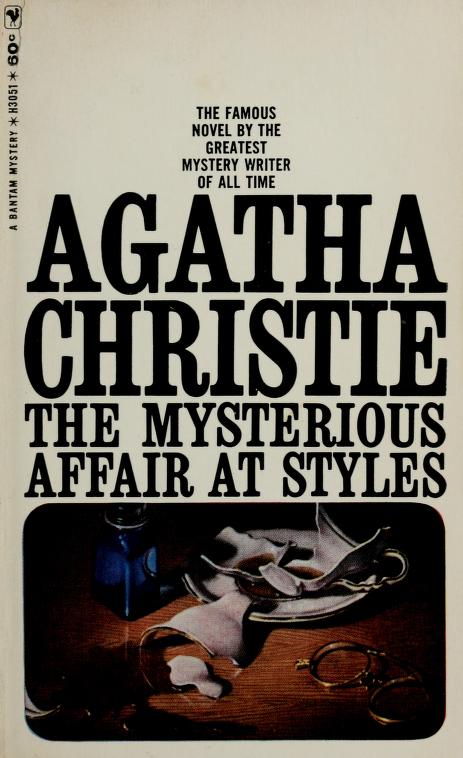 A BANTAM MYSTERY * H3051 * 60¢
THE FAMOUS
NOVEL BY THE
GREATEST
MYSTERY WRITER
OF ALL TIME
AGATHA
CHRISTIE
THE MYSTERIOUS
AFFAIR AT STYLES